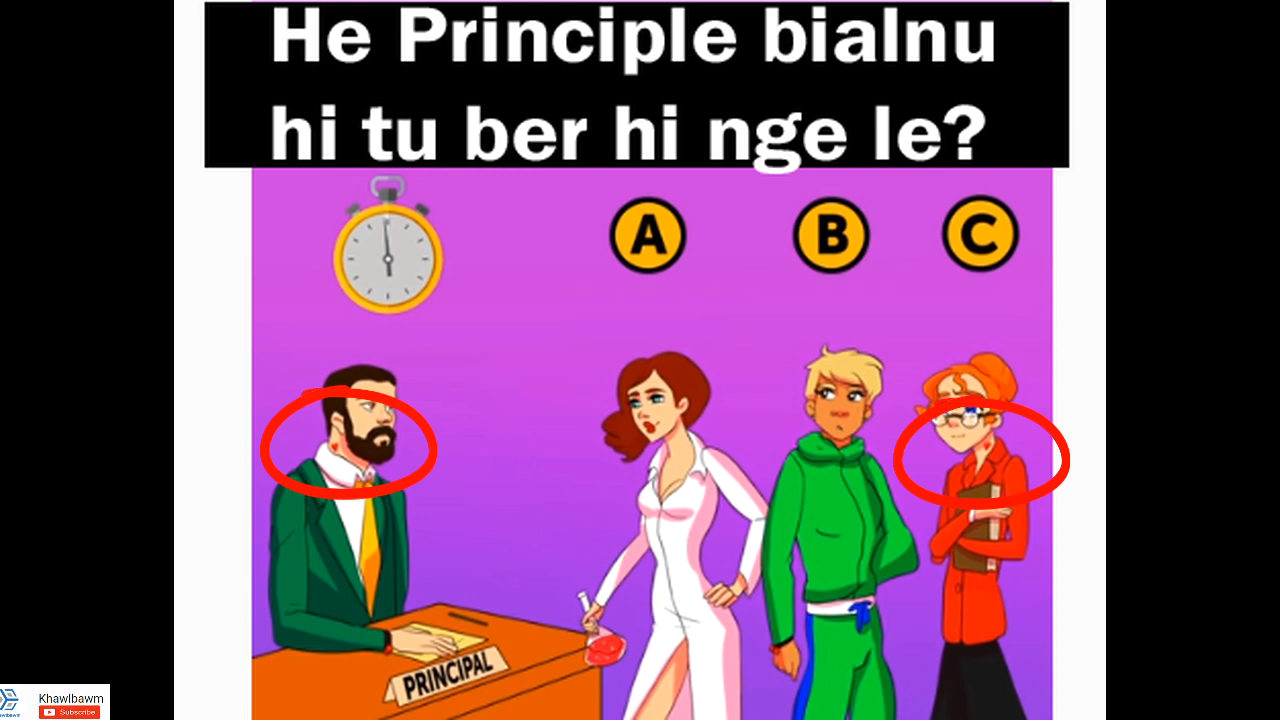 He Principle bialnu
hi tu ber hi nge le?
A B C
PRINCIPAL
Khawlbawm
Subscribe